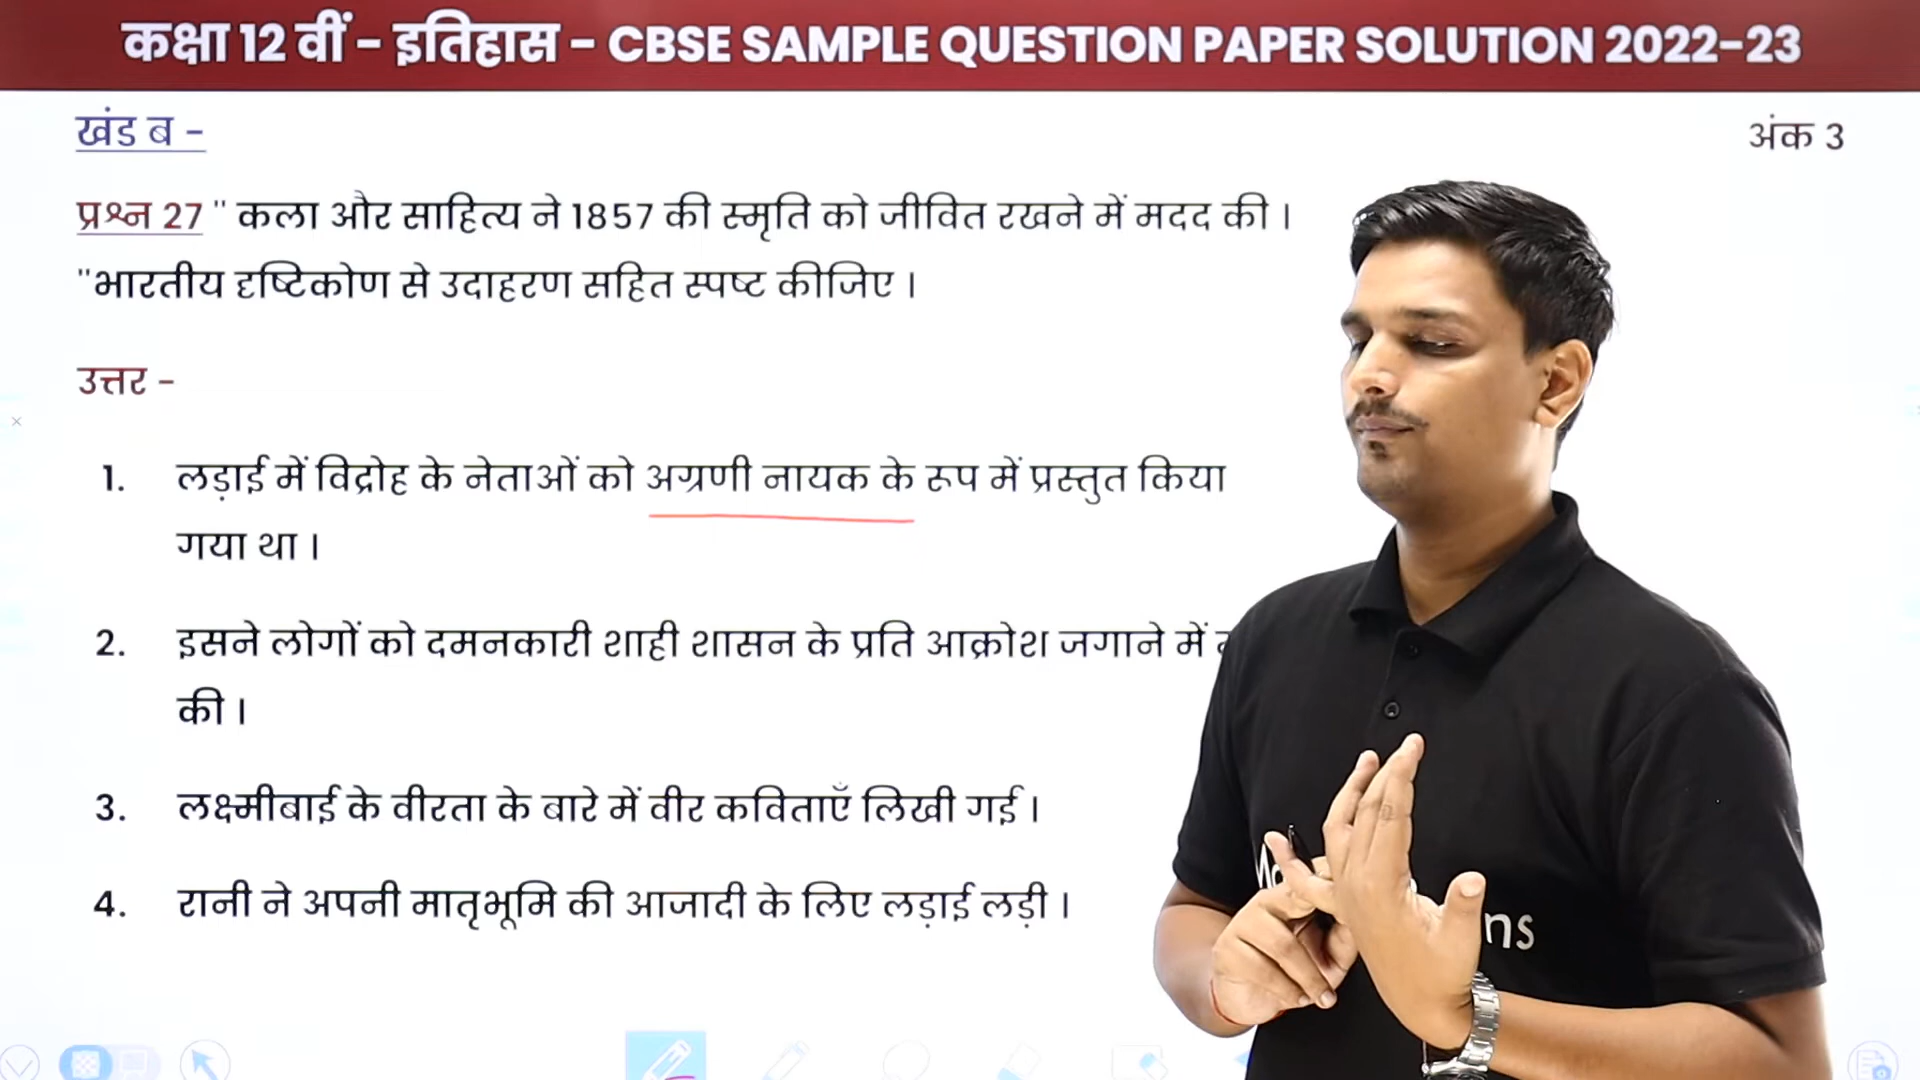 कक्षा 12 वीं - इतिहास - CBSE SAMPLE QUESTION PAPER SOLUTION 2022-23
खंड ब -
अंक 3
प्रश्न 27 " कला और साहित्य ने 1857 की स्मृति को जीवित रखने में मदद की ।
"भारतीय दृष्टिकोण से उदाहरण सहित स्पष्ट कीजिए ।
उत्तर -
1. लड़ाई में विद्रोह के नेताओं को अग्रणी नायक के रूप में प्रस्तुत किया
गया था ।
2. इसने लोगों को दमनकारी शाही शासन के प्रति आक्रोश जगाने में
की ।
3. लक्ष्मीबाई के वीरता के बारे में वीर कविताएँ लिखी गई ।
4. रानी ने अपनी मातृभूमि की आजादी के लिए लड़ाई लड़ी ।